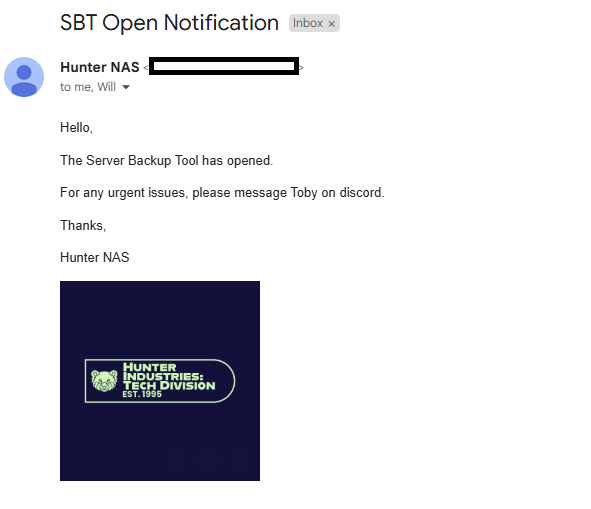 SBT Open Notification Inbox ×
Hunter NAS < >
to me, Will
Hello,
The Server Backup Tool has opened.
For any urgent issues, please message Toby on discord.
Thanks,
Hunter NAS
HUNTER
INDUSTRIES:
TECH DIVISION
EST. 1995